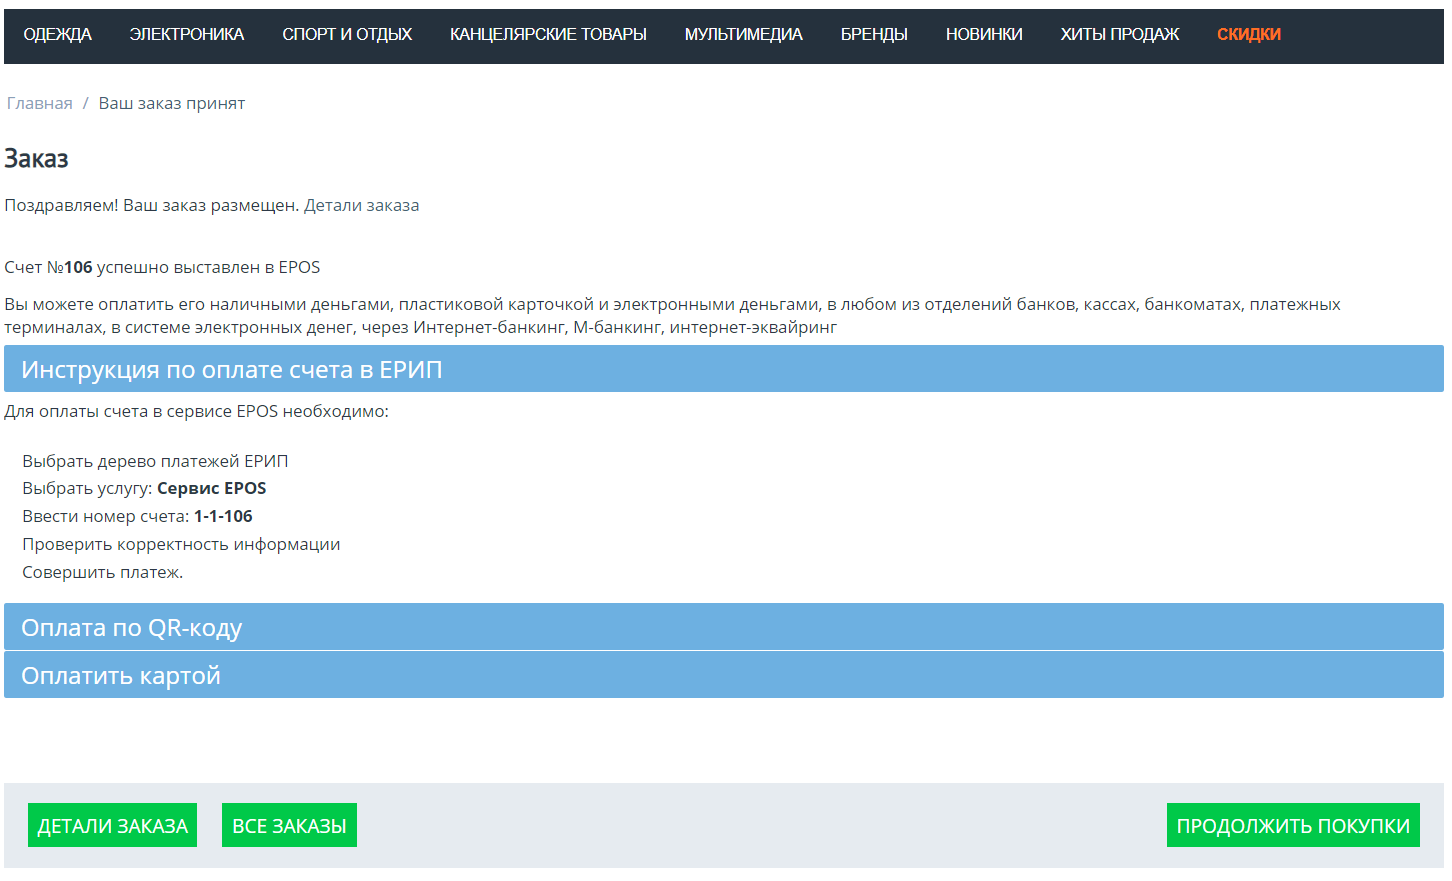 ОДЕЖДА ЭЛЕКТРОНИКА СПОРТ И ОТДЫХ КАНЦЕЛЯРСКИЕ ТОВАРЫ МУЛЬТИМЕДИА БРЕНДЫ НОВИНКИ ХИТЫ ПРОДАЖ СКИДКИ
Главная / Ваш заказ принят
Заказ
Поздравляем! Ваш заказ размещен. Детали заказа
Счет №106 успешно выставлен в EPOS
Вы можете оплатить его наличными деньгами, пластиковой карточкой и электронными деньгами, в любом из отделений банков, кассах, банкоматах, платежных
терминалах, в системе электронных денег, через Интернет-банкинг, М-банкинг, интернет-эквайринг
Инструкция по оплате счета в ЕРИП
Для оплаты счета в сервисе EPOS необходимо:
Выбрать дерево платежей ЕРИП
Выбрать услугу: Сервис EPOS
Ввести номер счета: 1-1-106
Проверить корректность информации
Совершить платеж.
Оплата по QR-коду
Оплатить картой
ДЕТАЛИ ЗАКАЗА ВСЕ ЗАКАЗЫ ПРОДОЛЖИТЬ ПОКУПКИ